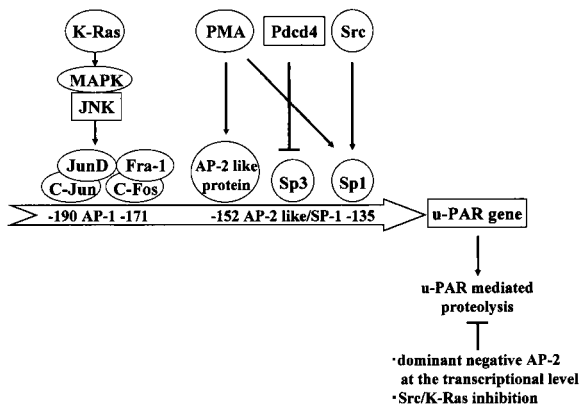 K-Ras
PMA
Pdcd4
Src
MAPK
JNK
JunD
Fra-1
C-Jun
C-Fos
AP-2 like
protein
Sp3
Sp1
-190 AP-1 -171
-152 AP-2 like/SP-1 -135
u-PAR gene
u-PAR mediated
proteolysis
·dominant negative AP-2
at the transcriptional level
·Src/K-Ras inhibition